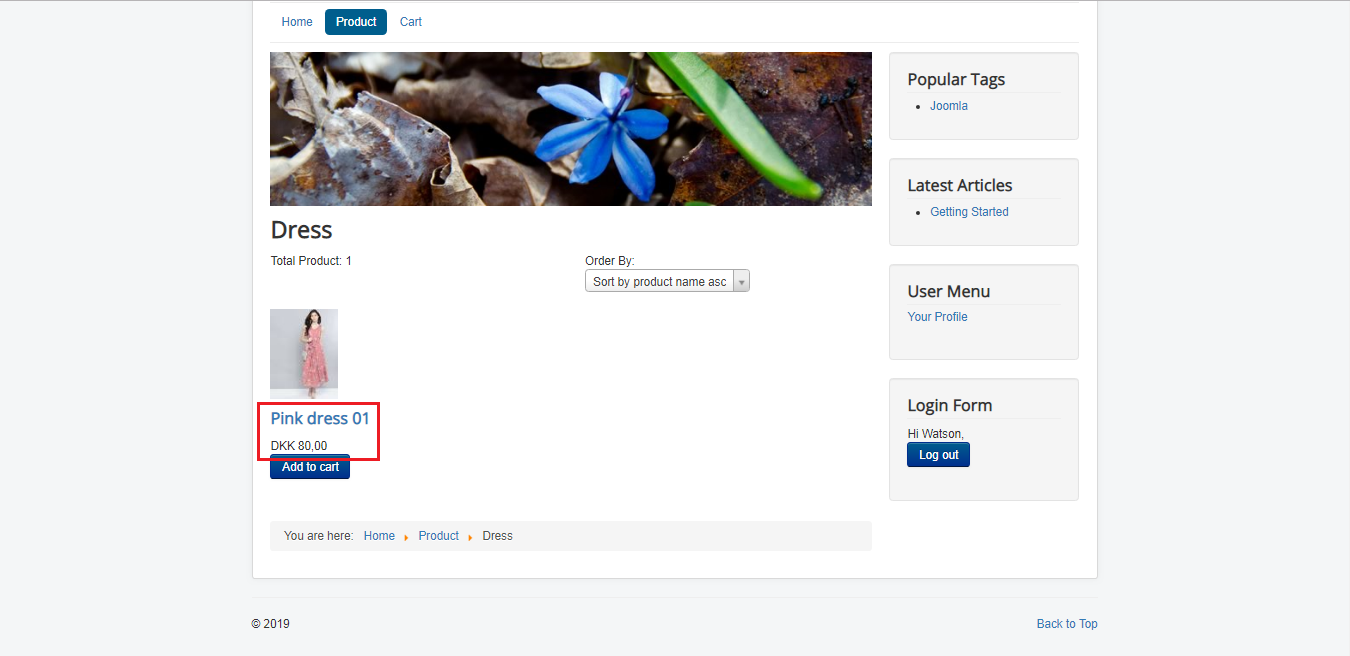 Home Product Cart
Popular Tags
Joomla
Latest Articles
Getting Started
User Menu
Your Profile
Login Form
Hi Watson,
Log out
Dress
Total Product: 1
Order By:
Sort by product name asc
Pink dress 01
DKK 80,00
Add to cart
You are here: Home Product Dress
© 2019
Back to Top